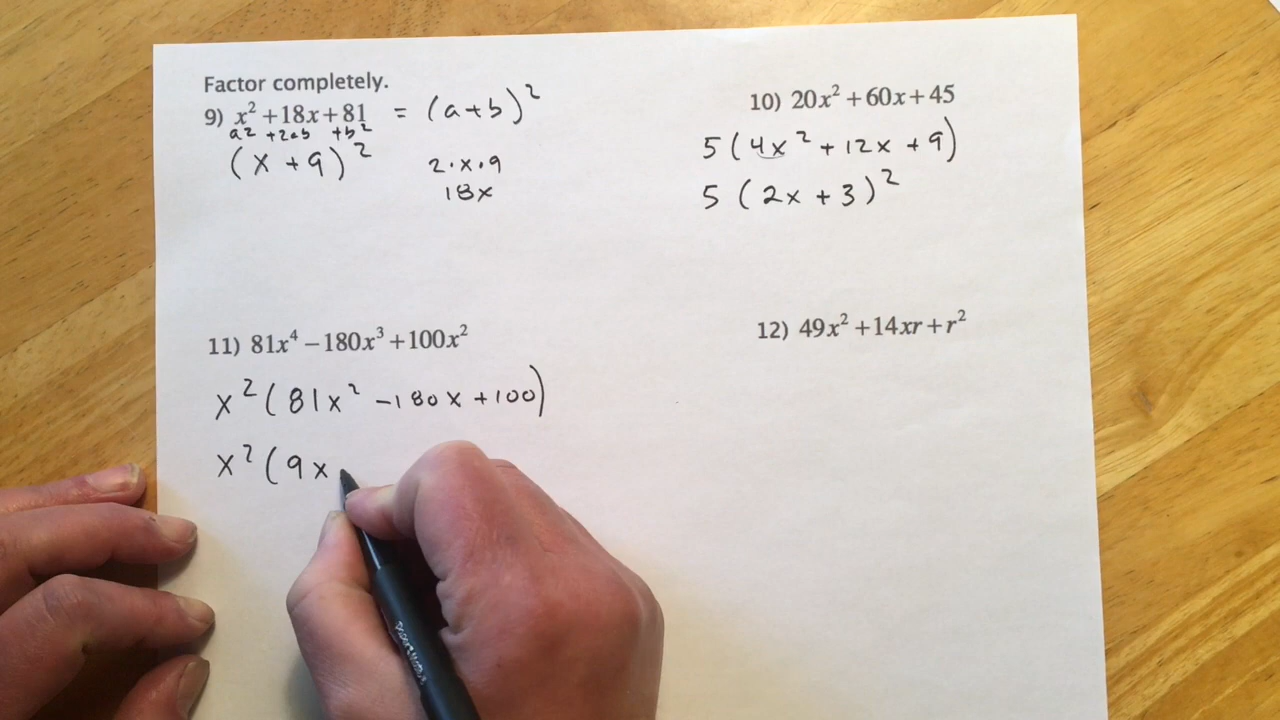 Factor completely.
9) x² +18x+81 = (a+b)²
a² +2ab +b²
(x +9)²
2·x·9
18x
10) 20x² +60x+45
5(4x² +12x +9)
5(2x +3)²
11) 81x⁴ −180x³ +100x²
x²(81x² −180x +100)
x²(9x
12) 49x² +14xr+r²